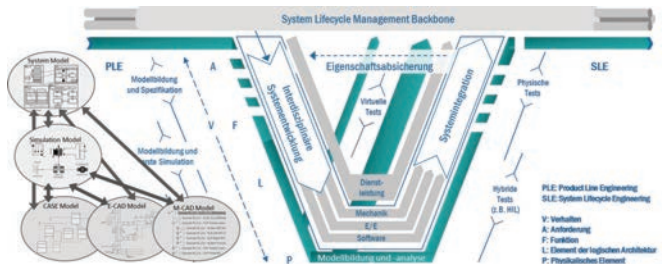 System Lifecycle Management Backbone
PLE
A
Eigenschaftsabsicherung
SLE
System Model
Modellbildung
und Spezifikation
Interdisziplinäre
Systementwicklung
Virtuelle
Tests
Systemintegration
Physische
Tests
V
F
Simulation Model
Modellbildung und
erste Simulation
L
Dienst-
leistung
Mechanik
E/E
Software
Hybride
Tests
(z.B. HIL)
CASE Model
E-CAD Model
M-CAD Model
P
Modellbildung und -analyse
PLE: Product Line Engineering
SLE: System Lifecycle Engineering
V: Verhalten
A: Anforderung
F: Funktion
L: Element der logischen Architektur
P: Physikalisches Element